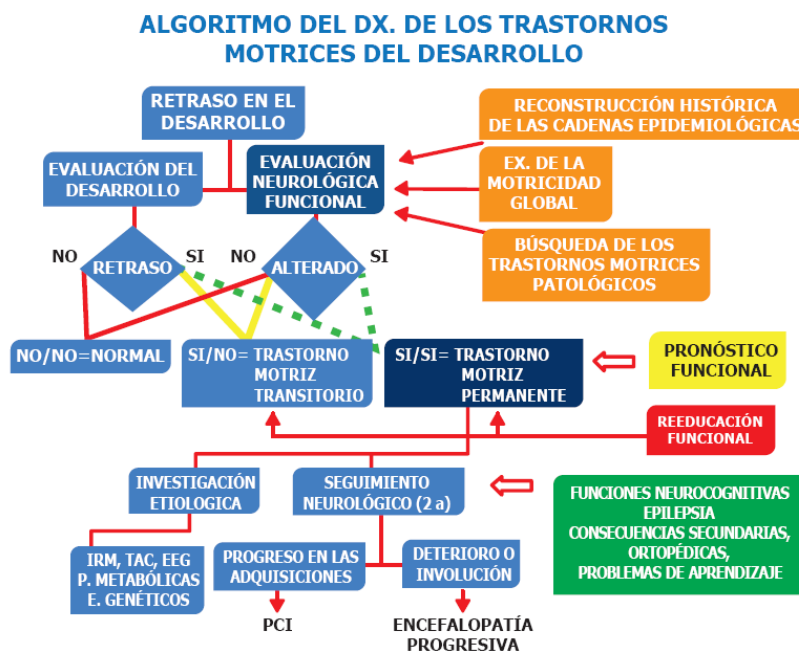 ALGORITMO DEL DX. DE LOS TRASTORNOS
MOTRICES DEL DESARROLLO
RETRASO EN EL
DESARROLLO
RECONSTRUCCIÓN HISTÓRICA
DE LAS CADENAS EPIDEMIOLÓGICAS
EVALUACIÓN DEL
DESARROLLO
EVALUACIÓN
NEUROLÓGICA
FUNCIONAL
EX. DE LA
MOTRICIDAD
GLOBAL
BÚSQUEDA DE LOS
TRASTORNOS MOTRICES
PATOLÓGICOS
NO
RETRASO
SI
NO
ALTERADO
SI
NO/NO=NORMAL
SI/NO= TRASTORNO
MOTRIZ
TRANSITORIO
SI/SI= TRASTORNO
MOTRIZ
PERMANENTE
PRONÓSTICO
FUNCIONAL
REEDUCACIÓN
FUNCIONAL
INVESTIGACIÓN
ETIOLOGICA
SEGUIMIENTO
NEUROLÓGICO (2 a)
FUNCIONES NEUROCOGNITIVAS
EPILEPSIA
CONSECUENCIAS SECUNDARIAS,
ORTOPÉDICAS,
PROBLEMAS DE APRENDIZAJE
IRM, TAC, EEG
P. METABÓLICAS
E. GENÉTICOS
PROGRESO EN LAS
ADQUISICIONES
DETERIORO O
INVOLUCIÓN
PCI
ENCEFALOPATÍA
PROGRESIVA